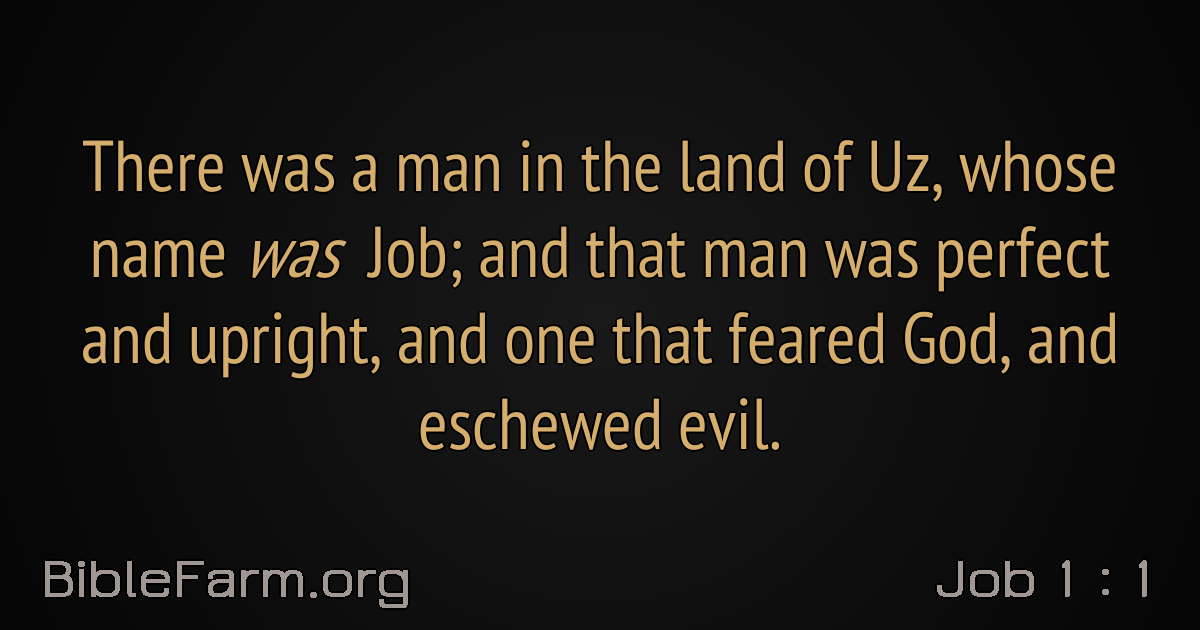 There was a man in the land of Uz, whose
name was Job; and that man was perfect
and upright, and one that feared God, and
eschewed evil.
BibleFarm.org
Job 1 : 1